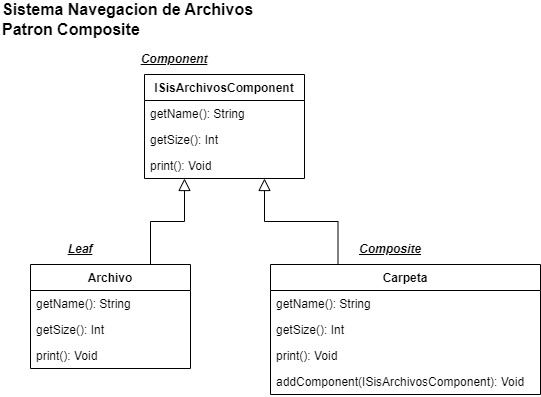 Sistema Navegacion de Archivos
Patron Composite
Component
ISisArchivosComponent
getName(): String
getSize(): Int
print(): Void
Leaf
Archivo
getName(): String
getSize(): Int
print(): Void
Composite
Carpeta
getName(): String
getSize(): Int
print(): Void
addComponent(ISisArchivosComponent): Void